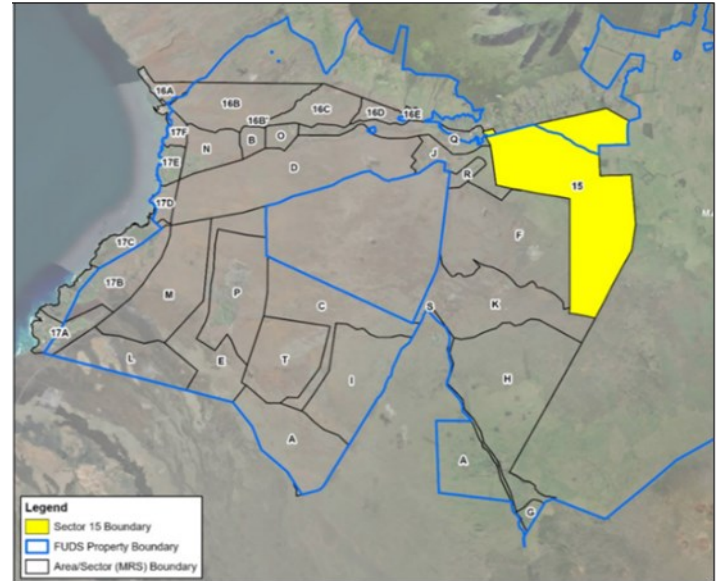 16A
16B
16C
16D
16E
16B'
17F
N
B
O
Q
17E
J
R
15
D
17D
F
17C
17B
M
P
C
S
K
17A
L
E
T
I
H
A
A
G
Legend
Sector 15 Boundary
FUDS Property Boundary
Area/Sector (MRS) Boundary